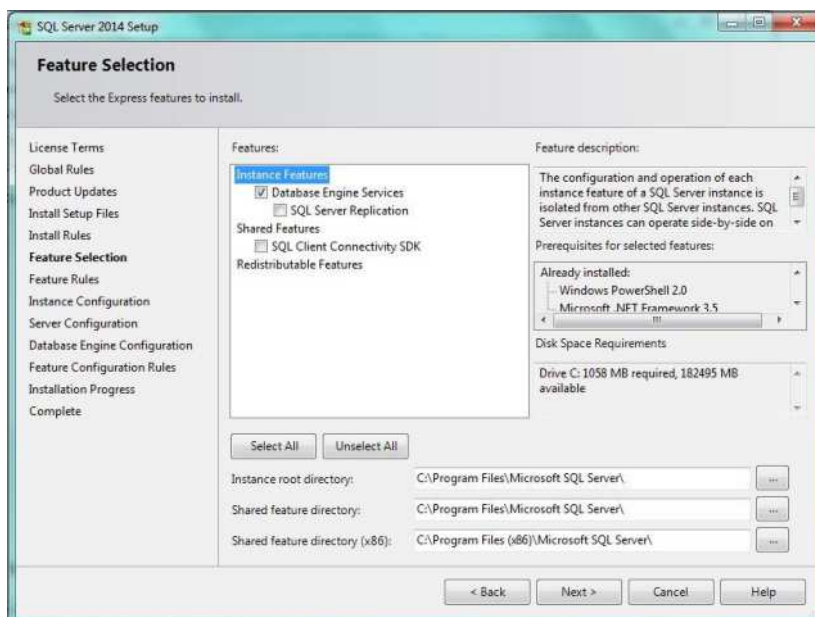 SQL Server 2014 Setup
Feature Selection
Select the Express features to install.
License Terms
Global Rules
Product Updates
Install Setup Files
Install Rules
Feature Selection
Feature Rules
Instance Configuration
Server Configuration
Database Engine Configuration
Feature Configuration Rules
Installation Progress
Complete
Features:
Instance Features
Database Engine Services
SQL Server Replication
Shared Features
SQL Client Connectivity SDK
Redistributable Features
Feature description:
The configuration and operation of each
instance feature of a SQL Server instance is
isolated from other SQL Server instances. SQL
Server instances can operate side-by-side on
Prerequisites for selected features:
Already installed:
Windows PowerShell 2.0
Microsoft .NET Framework 3.5
Disk Space Requirements
Drive C: 1058 MB required, 182495 MB
available
Select All
Unselect All
Instance root directory:
C:\Program Files\Microsoft SQL Server\
...
Shared feature directory:
C:\Program Files\Microsoft SQL Server\
...
Shared feature directory (x86):
C:\Program Files (x86)\Microsoft SQL Server\
...
< Back
Next >
Cancel
Help